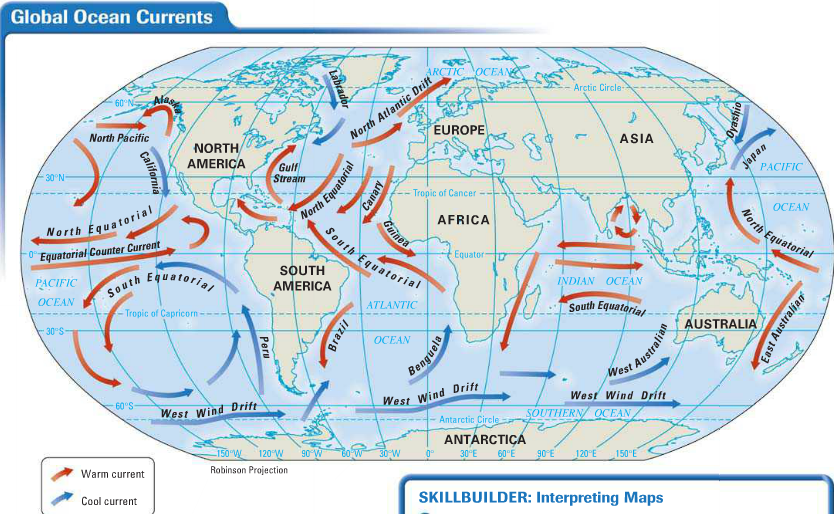 Global Ocean Currents
ARCTIC OCEAN
Arctic Circle
Labrador
North Atlantic Drift
60°N
Alaska
North Pacific
California
NORTH
AMERICA
EUROPE
ASIA
Oyashio
Japan
PACIFIC
OCEAN
Gulf
Stream
North Equatorial
Canary
30°N
Tropic of Cancer
North Equatorial
AFRICA
Guinea
North Equatorial
Equatorial Counter Current
0°
Equator
South Equatorial
PACIFIC
OCEAN
South Equatorial
SOUTH
AMERICA
INDIAN OCEAN
South Equatorial
ATLANTIC
OCEAN
Tropic of Capricorn
30°S
Peru
Brazil
Benguela
AUSTRALIA
East Australian
West Australian
60°S
West Wind Drift
West Wind Drift
West Wind Drift
Antarctic Circle
SOUTHERN OCEAN
ANTARCTICA
150°W 120°W 90°W 60°W 30°W 0° 30°E 60°E 90°E 120°E 150°E
Robinson Projection
Warm current
Cool current
SKILLBUILDER: Interpreting Maps